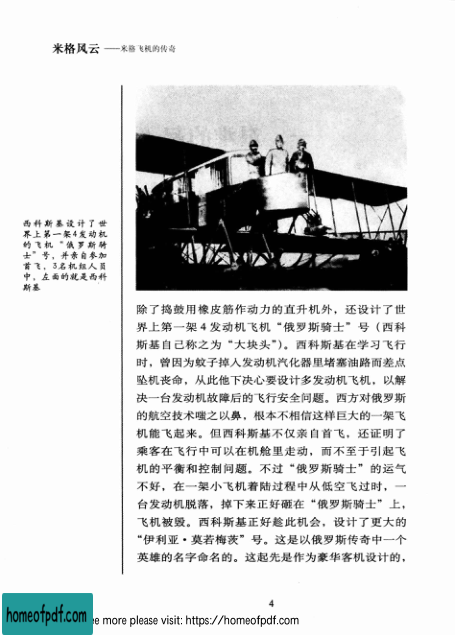 米格风云 ——米格飞机的传奇
西科斯基设计了世
界上第一架4发动机
的飞机“俄罗斯骑
士”号，并亲自参加
首飞，3名机组人员
中，左面的就是西科
斯基
除了捣鼓用橡皮筋作动力的直升机外，还设计了世
界上第一架4发动机飞机“俄罗斯骑士”号（西科
斯基自己称之为“大块头”）。西科斯基在学习飞行
时，曾因为蚊子掉入发动机汽化器里堵塞油路而差点
坠机丧命，从此他下决心要设计多发动机飞机，以解
决一台发动机故障后的飞行安全问题。西方对俄罗斯
的航空技术嗤之以鼻，根本不相信这样巨大的一架飞
机能飞起来。但西科斯基不仅亲自首飞，还证明了
乘客在飞行中可以在机舱里走动，而不至于引起飞
机的平衡和控制问题。不过“俄罗斯骑士”的运气
不好，在一架小飞机着陆过程中从低空飞过时，一
台发动机脱落，掉下来正好砸在“俄罗斯骑士”上，
飞机被毁。西科斯基正好趁此机会，设计了更大的
“伊利亚·莫若梅茨”号。这是以俄罗斯传奇中一个
英雄的名字命名的。这起先是作为豪华客机设计的，
4
homeofpdf.com
ee more please visit: https://homeofpdf.com